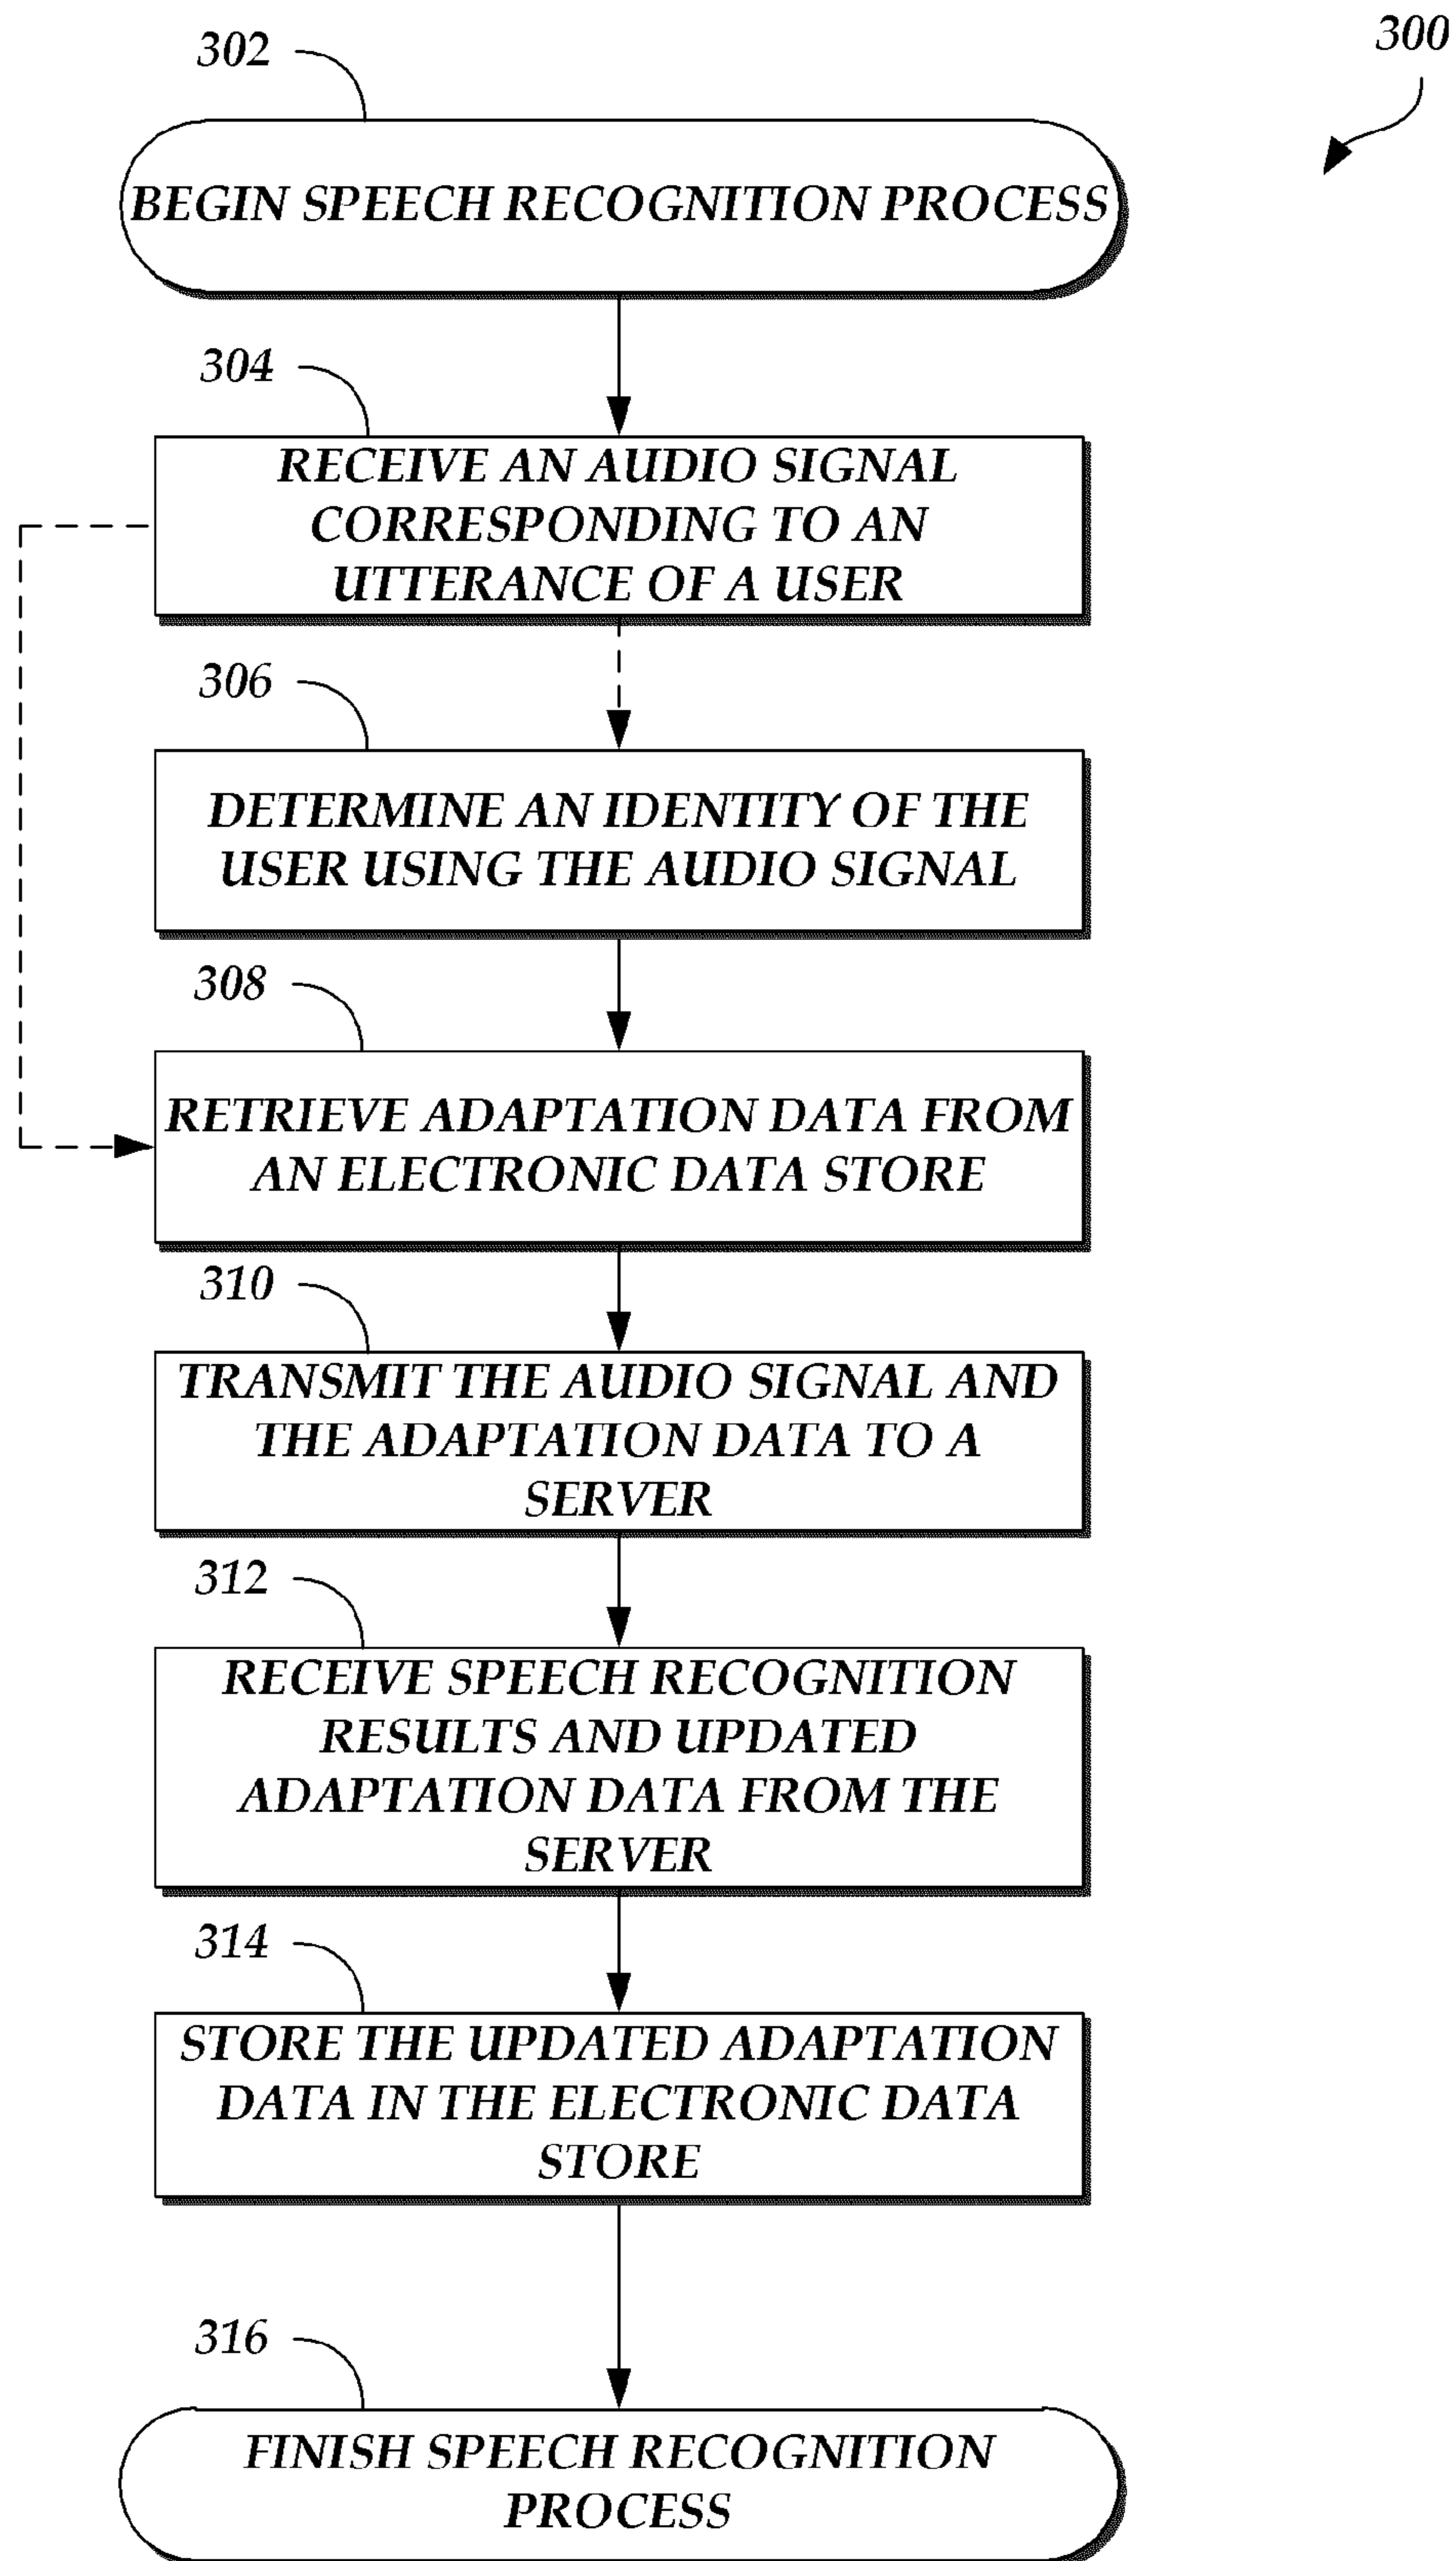 300
302
BEGIN SPEECH RECOGNITION PROCESS
304
RECEIVE AN AUDIO SIGNAL
CORRESPONDING TO AN
UTTERANCE OF A USER
306
DETERMINE AN IDENTITY OF THE
USER USING THE AUDIO SIGNAL
308
RETRIEVE ADAPTATION DATA FROM
AN ELECTRONIC DATA STORE
310
TRANSMIT THE AUDIO SIGNAL AND
THE ADAPTATION DATA TO A
SERVER
312
RECEIVE SPEECH RECOGNITION
RESULTS AND UPDATED
ADAPTATION DATA FROM THE
SERVER
314
STORE THE UPDATED ADAPTATION
DATA IN THE ELECTRONIC DATA
STORE
316
FINISH SPEECH RECOGNITION
PROCESS